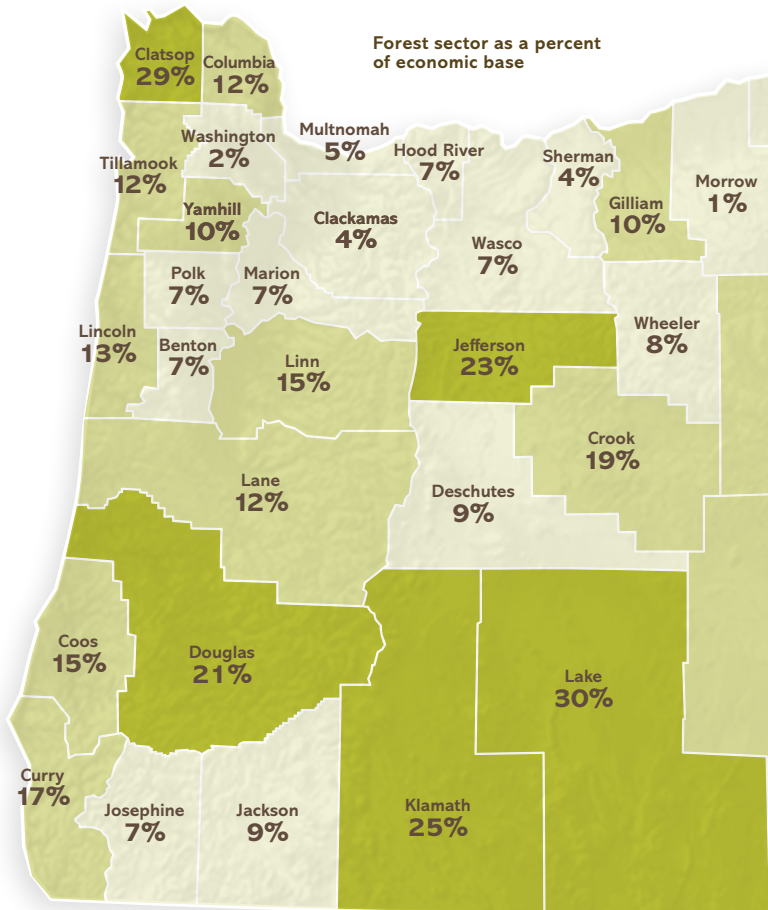 Forest sector as a percent
of economic base
Clatsop
29%
Columbia
12%
Washington
2%
Multnomah
5%
Hood River
7%
Sherman
4%
Tillamook
12%
Gilliam
10%
Morrow
1%
Yamhill
10%
Clackamas
4%
Wasco
7%
Polk
7%
Marion
7%
Lincoln
13%
Benton
7%
Linn
15%
Jefferson
23%
Wheeler
8%
Crook
19%
Lane
12%
Deschutes
9%
Coos
15%
Douglas
21%
Lake
30%
Curry
17%
Josephine
7%
Jackson
9%
Klamath
25%